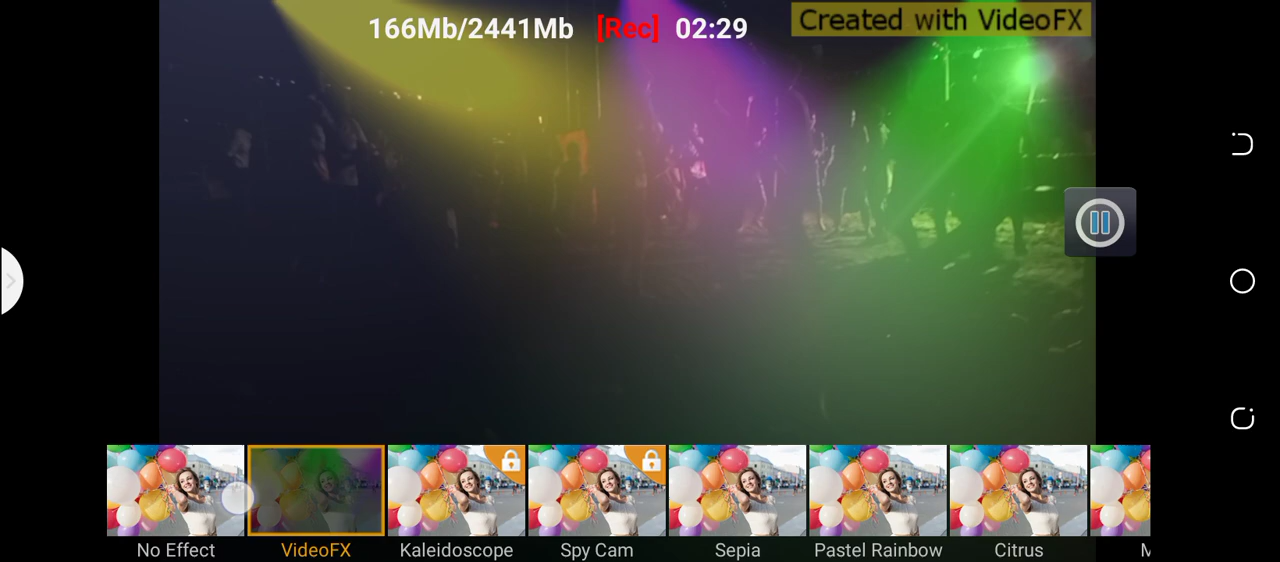 166Mb/2441Mb [Rec] 02:29
Created with VideoFX
No Effect
VideoFX
Kaleidoscope
Spy Cam
Sepia
Pastel Rainbow
Citrus